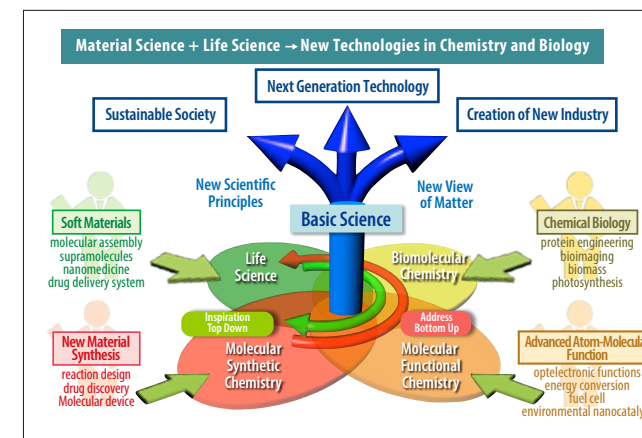 Material Science + Life Science → New Technologies in Chemistry and Biology
Next Generation Technology
Sustainable Society
Creation of New Industry
New Scientific
Principles
New View
of Matter
Basic Science
Soft Materials
molecular assembly
supramolecules
nanomedicine
drug delivery system
Chemical Biology
protein engineering
bioimaging
biomass
photosynthesis
Life
Science
Biomolecular
Chemistry
Inspiration
Top Down
Address
Bottom Up
New Material
Synthesis
reaction design
drug discovery
Molecular device
Molecular
Synthetic
Chemistry
Molecular
Functional
Chemistry
Advanced Atom-Molecula
Function
optelectronic functions
energy conversion
fuel cell
environmental nanocataly